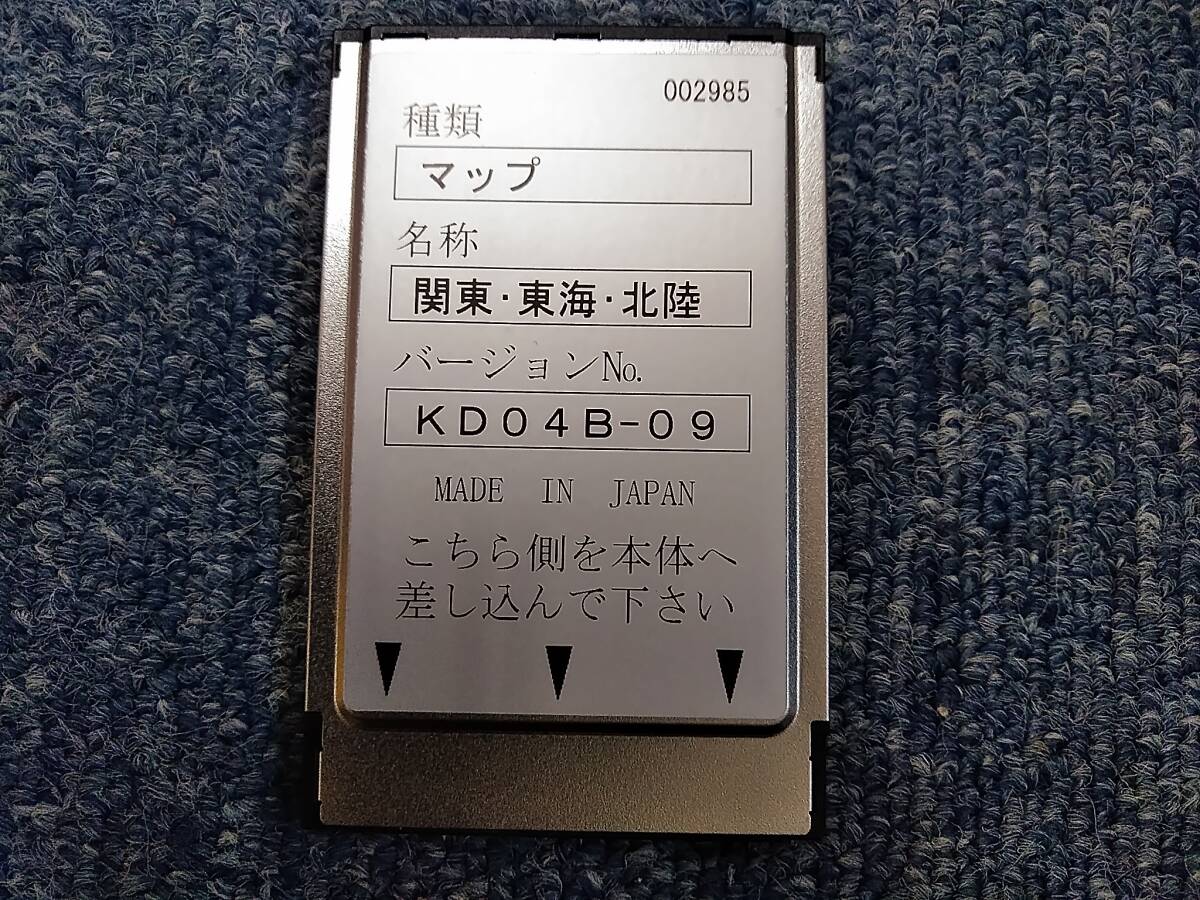 002985
種類
マップ
名称
関東・東海・北陸
バージョンNo.
KD04B-09
MADE IN JAPAN
こちら側を本体へ
差し込んで下さい